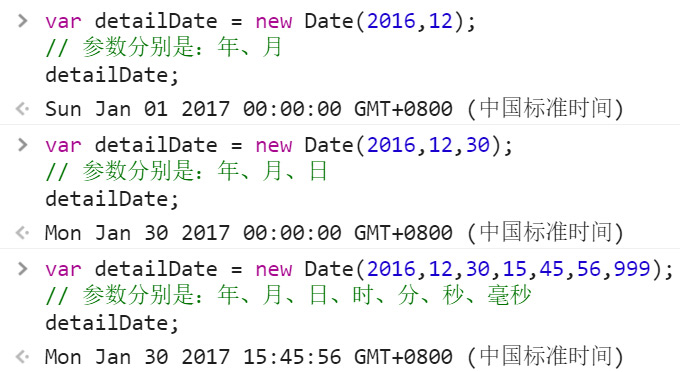 > var detailDate = new Date(2016,12);
// 参数分别是：年、月
detailDate;
Sun Jan 01 2017 00:00:00 GMT+0800 (中国标准时间)
> var detailDate = new Date(2016,12,30);
// 参数分别是：年、月、日
detailDate;
Mon Jan 30 2017 00:00:00 GMT+0800 (中国标准时间)
> var detailDate = new Date(2016,12,30,15,45,56,999);
// 参数分别是：年、月、日、时、分、秒、毫秒
detailDate;
Mon Jan 30 2017 15:45:56 GMT+0800 (中国标准时间)